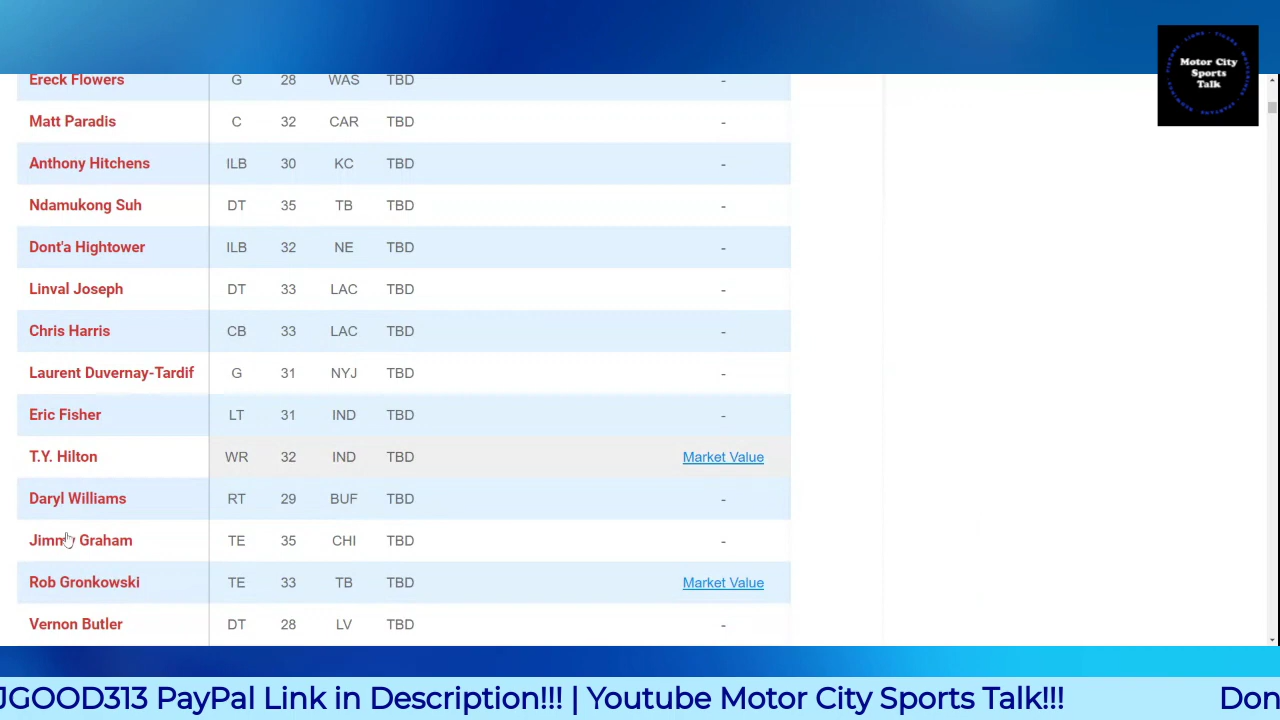 Motor City
Sports
Talk
Ereck Flowers G 28 WAS TBD -
Matt Paradis C 32 CAR TBD -
Anthony Hitchens ILB 30 KC TBD -
Ndamukong Suh DT 35 TB TBD -
Dont'a Hightower ILB 32 NE TBD -
Linval Joseph DT 33 LAC TBD -
Chris Harris CB 33 LAC TBD -
Laurent Duvernay-Tardif G 31 NYJ TBD -
Eric Fisher LT 31 IND TBD -
T.Y. Hilton WR 32 IND TBD Market Value
Daryl Williams RT 29 BUF TBD -
Jimmy Graham TE 35 CHI TBD -
Rob Gronkowski TE 33 TB TBD Market Value
Vernon Butler DT 28 LV TBD -
JGOOD313 PayPal Link in Description!!! | Youtube Motor City Sports Talk!!! Don